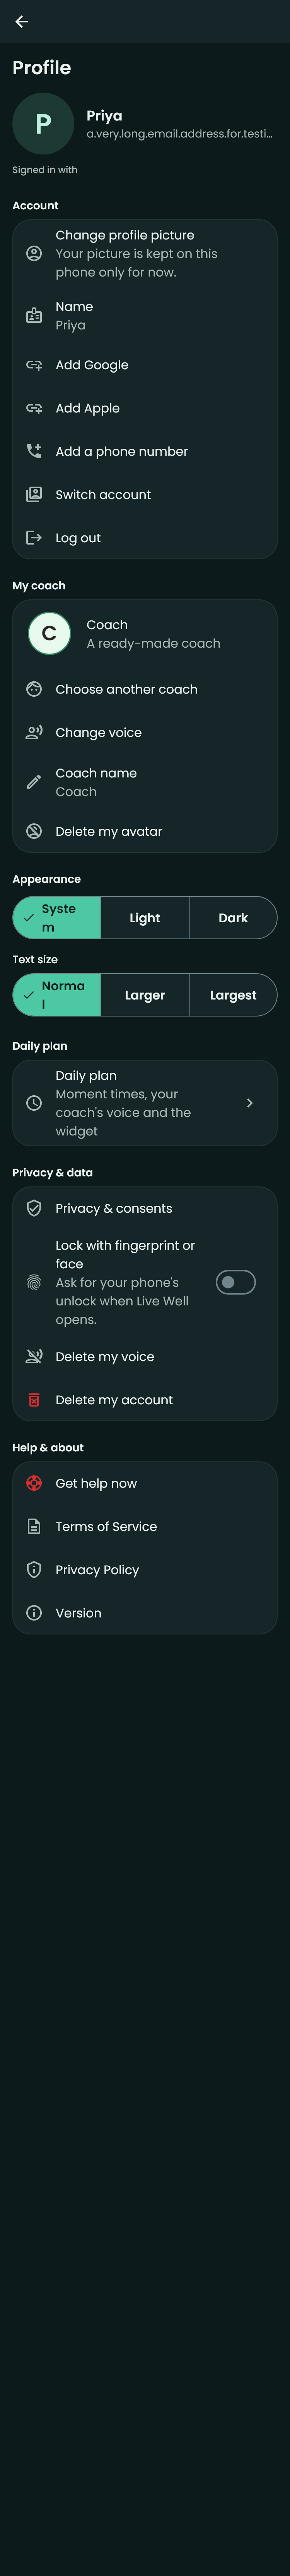 Profile
P
Priya
a.very.long.email.address.for.testi...
Signed in with
Account
Change profile picture
Your picture is kept on this
phone only for now.
Name
Priya
Add Google
Add Apple
Add a phone number
Switch account
Log out
My coach
C
Coach
A ready-made coach
Choose another coach
Change voice
Coach name
Coach
Delete my avatar
Appearance
Syste
m
Light
Dark
Text size
Norma
l
Larger
Largest
Daily plan
Daily plan
Moment times, your
coach's voice and the
widget
Privacy & data
Privacy & consents
Lock with fingerprint or
face
Ask for your phone's
unlock when Live Well
opens.
Delete my voice
Delete my account
Help & about
Get help now
Terms of Service
Privacy Policy
Version